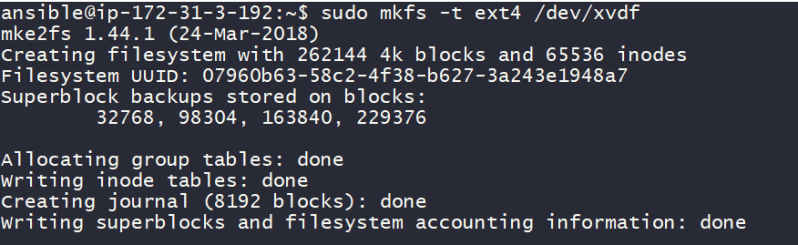 ansible@ip-172-31-3-192:~$ sudo mkfs -t ext4 /dev/xvdf
mke2fs 1.44.1 (24-Mar-2018)
Creating filesystem with 262144 4k blocks and 65536 inodes
Filesystem UUID: 07960b63-58c2-4f38-b627-3a243e1948a7
Superblock backups stored on blocks:
        32768, 98304, 163840, 229376

Allocating group tables: done
Writing inode tables: done
Creating journal (8192 blocks): done
Writing superblocks and filesystem accounting information: done